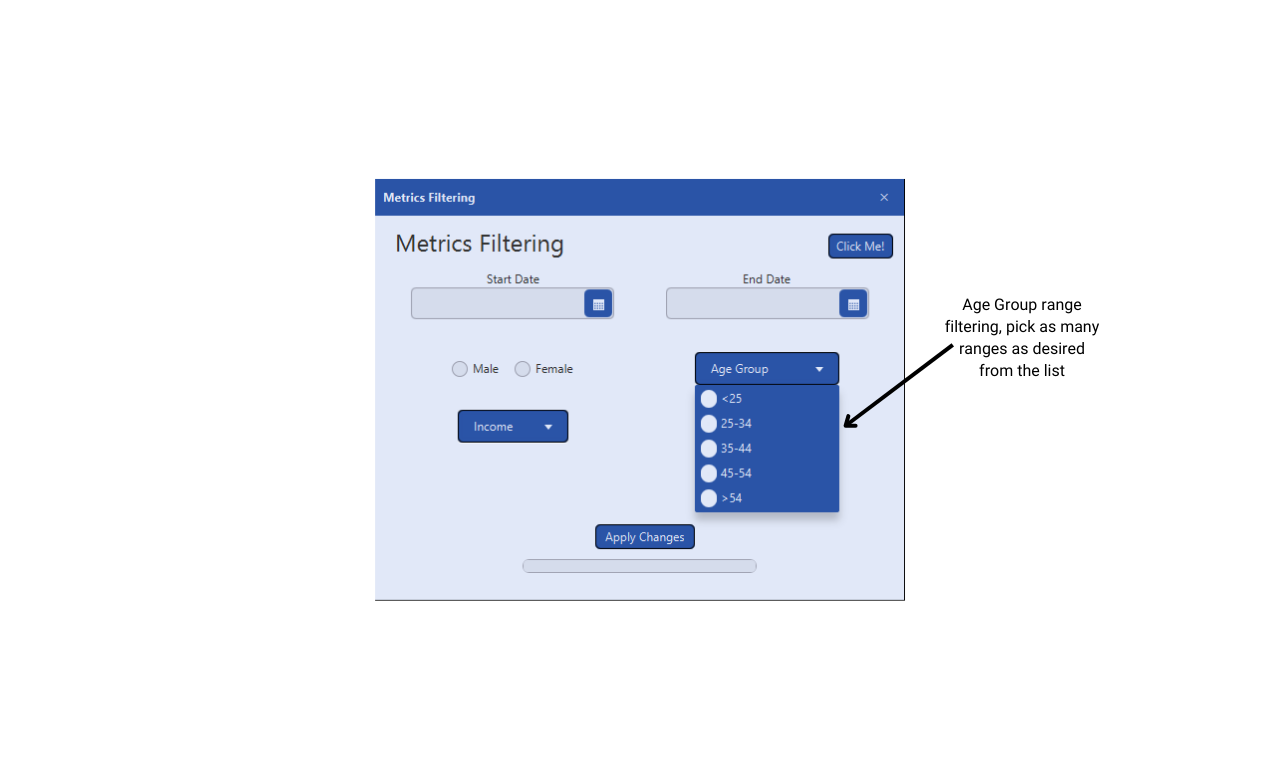 Metrics Filtering
Metrics Filtering
Click Me!
Start Date
End Date
Male
Female
Age Group
<25
25-34
35-44
45-54
>54
Income
Apply Changes
Age Group range
filtering, pick as many
ranges as desired
from the list